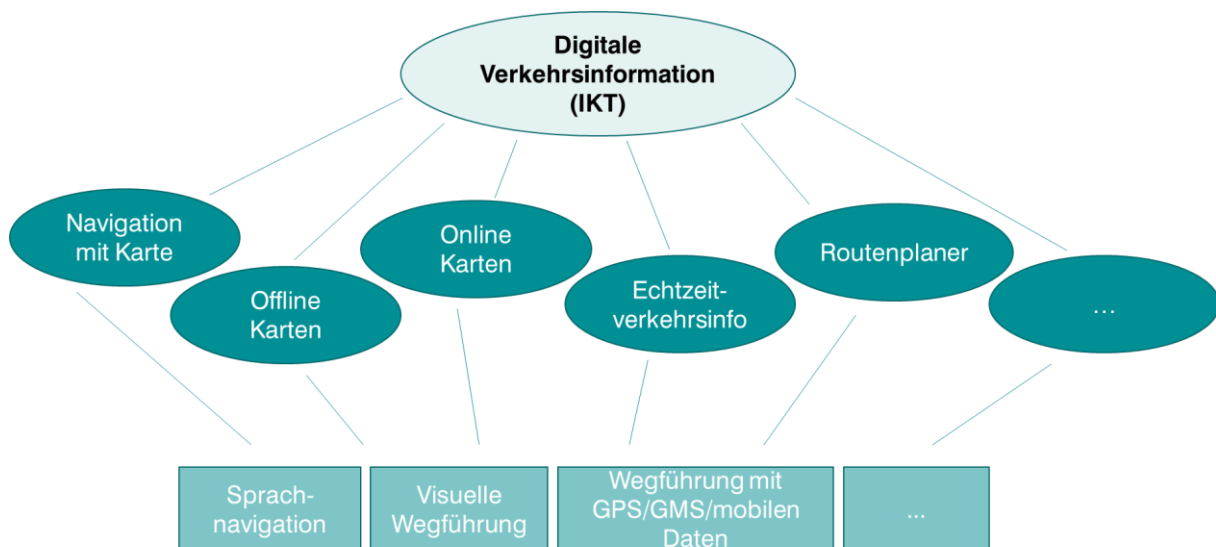 Digitale
Verkehrsinformation
(IKT)
Navigation
mit Karte
Offline
Karten
Online
Karten
Echtzeit-
verkehrsinfo
Routenplaner
...
Sprach-
navigation
Visuelle
Wegführung
Wegführung mit
GPS/GMS/mobilen
Daten
...